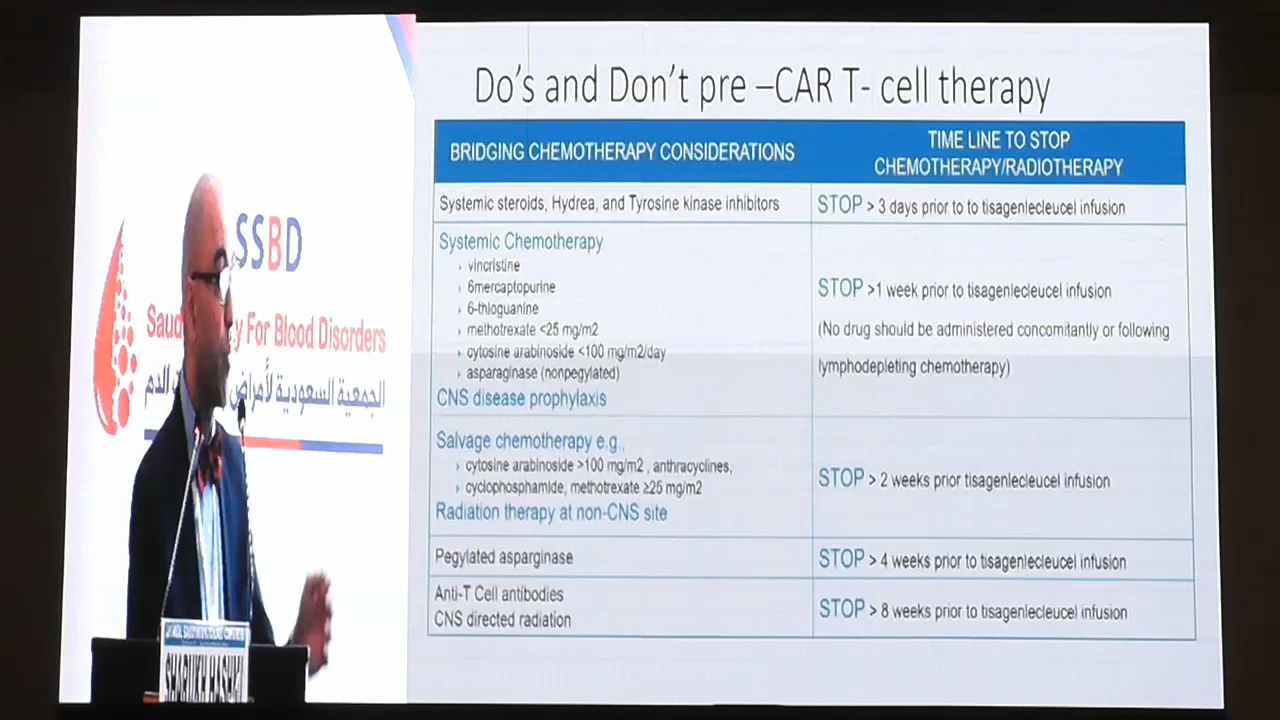 Do's and Don't pre –CAR T- cell therapy
BRIDGING CHEMOTHERAPY CONSIDERATIONS
TIME LINE TO STOP
CHEMOTHERAPY/RADIOTHERAPY
Systemic steroids, Hydrea, and Tyrosine kinase inhibitors
STOP > 3 days prior to to tisagenlecleucel infusion
Systemic Chemotherapy
› vincristine
› 6mercaptopurine
› 6-thioguanine
› methotrexate <25 mg/m2
› cytosine arabinoside <100 mg/m2/day
› asparaginase (nonpegylated)
CNS disease prophylaxis
STOP >1 week prior to tisagenlecleucel infusion
(No drug should be administered concomitantly or following
lymphodepleting chemotherapy)
Salvage chemotherapy e.g.,
› cytosine arabinoside >100 mg/m2 , anthracyclines,
› cyclophosphamide, methotrexate ≥25 mg/m2
Radiation therapy at non-CNS site
STOP > 2 weeks prior tisagenlecleucel infusion
Pegylated asparginase
STOP > 4 weeks prior to tisagenlecleucel infusion
Anti-T Cell antibodies
CNS directed radiation
STOP > 8 weeks prior to tisagenlecleucel infusion
SSBD
For Blood Disorders
الجمعية السعودية لأمراض الدم